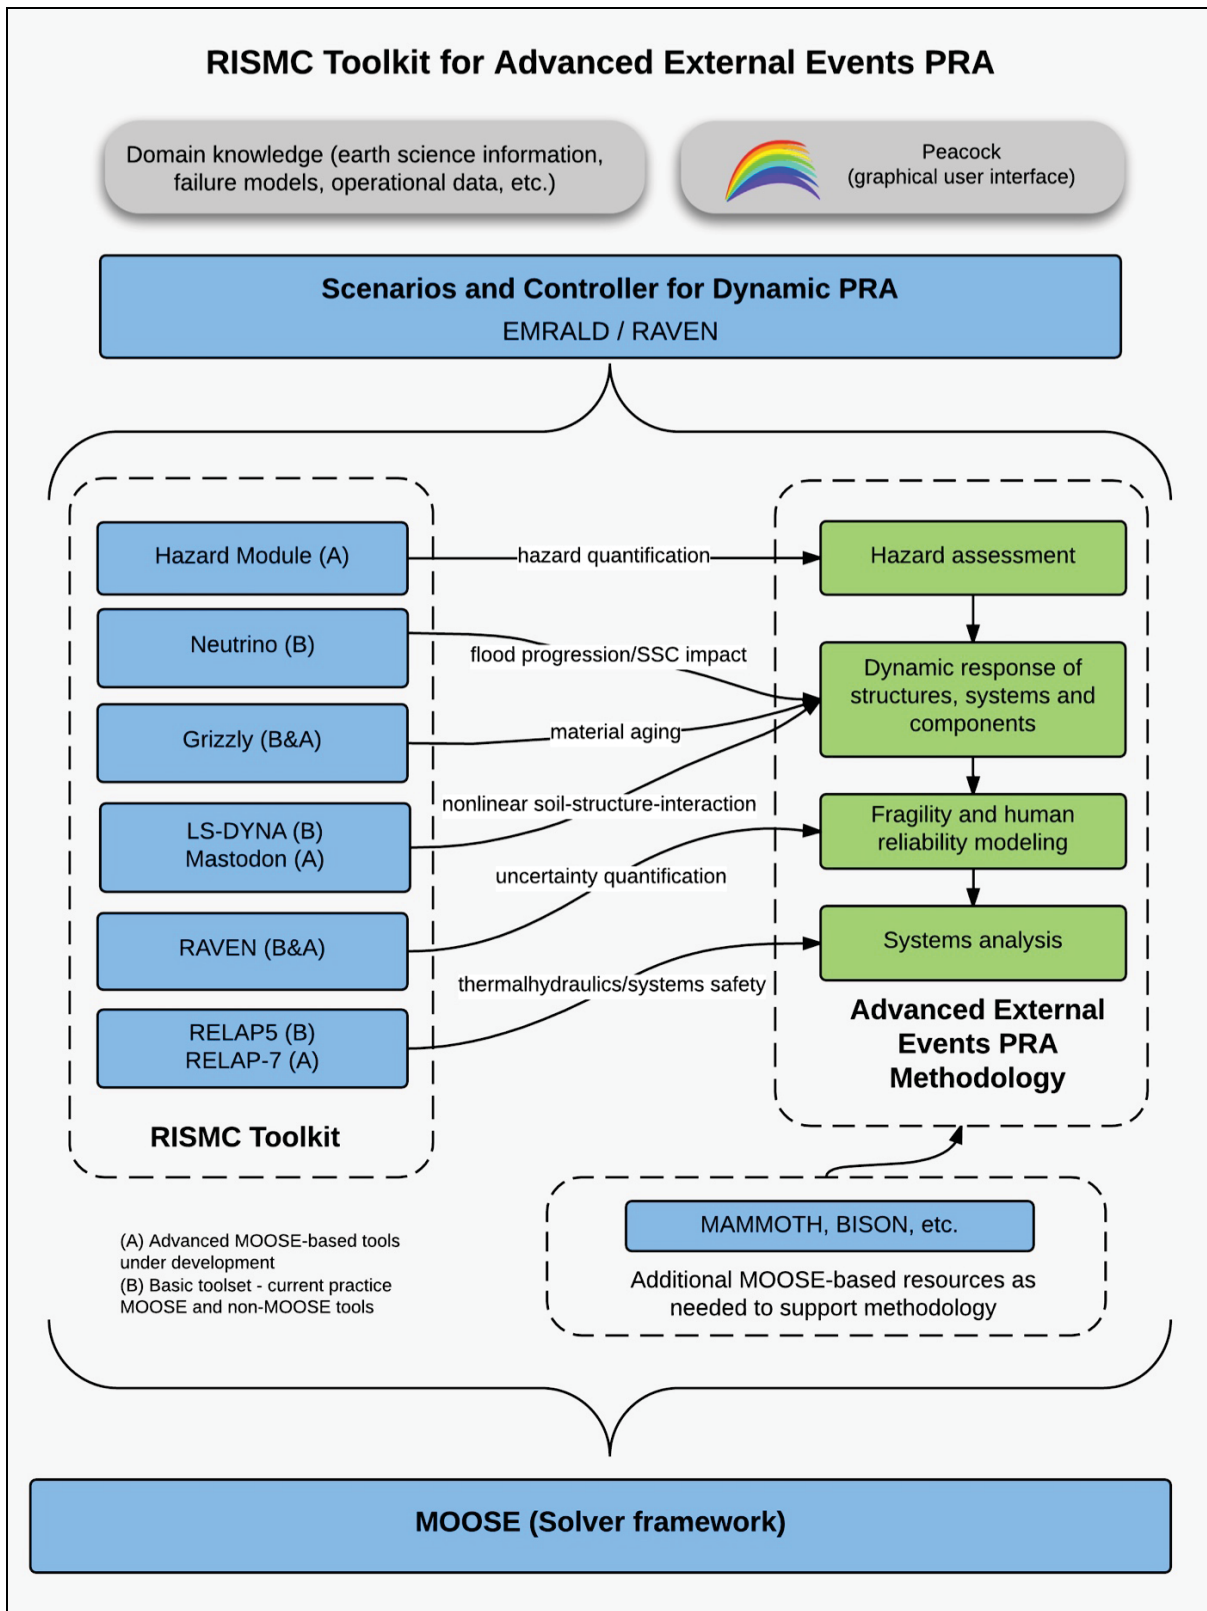 RISMC Toolkit for Advanced External Events PRA
Domain knowledge (earth science information,
failure models, operational data, etc.)
Peacock
(graphical user interface)
Scenarios and Controller for Dynamic PRA
EMRALD / RAVEN
Hazard Module (A)
hazard quantification
Hazard assessment
Neutrino (B)
flood progression/SSC impact
Dynamic response of
structures, systems and
components
Grizzly (B&A)
material aging
nonlinear soil-structure-interaction
LS-DYNA (B)
Mastodon (A)
Fragility and human
reliability modeling
uncertainty quantification
RAVEN (B&A)
Systems analysis
thermalhydraulics/systems safety
RELAP5 (B)
RELAP-7 (A)
Advanced External
Events PRA
Methodology
RISMC Toolkit
MAMMOTH, BISON, etc.
Additional MOOSE-based resources as
needed to support methodology
(A) Advanced MOOSE-based tools
under development
(B) Basic toolset - current practice
MOOSE and non-MOOSE tools
MOOSE (Solver framework)